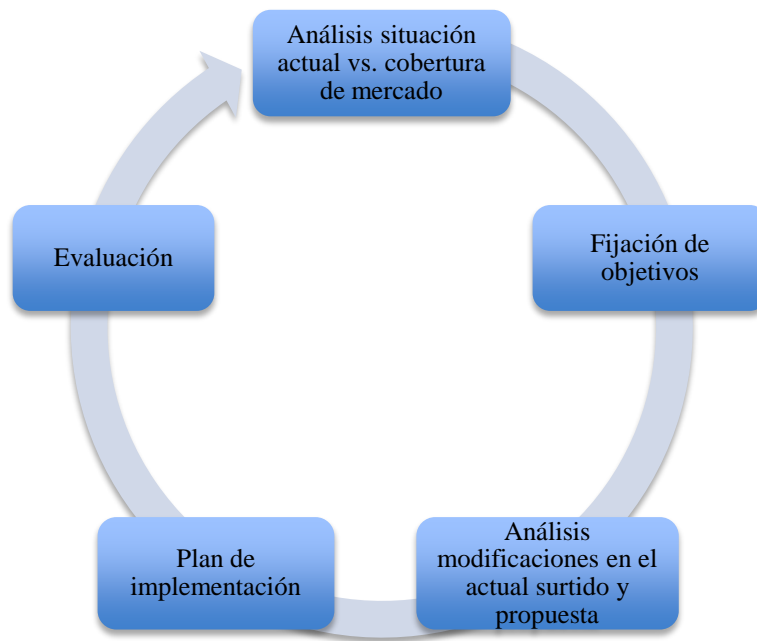 Análisis situación
actual vs. cobertura
de mercado
Fijación de
objetivos
Análisis
modificaciones en el
actual surtido y
propuesta
Plan de
implementación
Evaluación